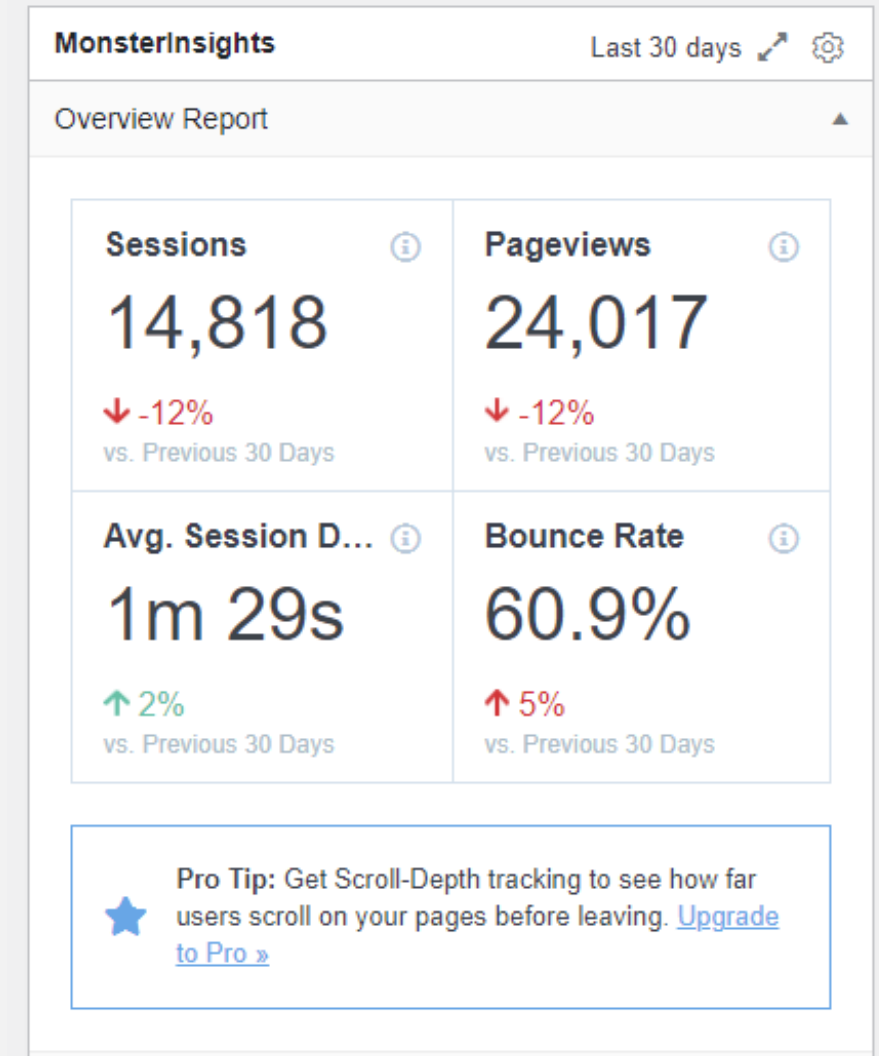 MonsterInsights
Last 30 days
Overview Report
Sessions
14,818
-12%
vs. Previous 30 Days
Pageviews
24,017
-12%
vs. Previous 30 Days
Avg. Session D...
1m 29s
2%
vs. Previous 30 Days
Bounce Rate
60.9%
5%
vs. Previous 30 Days
Pro Tip: Get Scroll-Depth tracking to see how far
users scroll on your pages before leaving. Upgrade
to Pro »